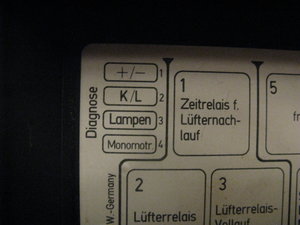 Diagnose
+/- 1
K/L 2
Lampen 3
Monomotr. 4
1
Zeitrelais f.
Lüfternach-
lauf
5
W.-Germany
2
Lüfterrelais
3
Lüfterrelais-
Vollauf